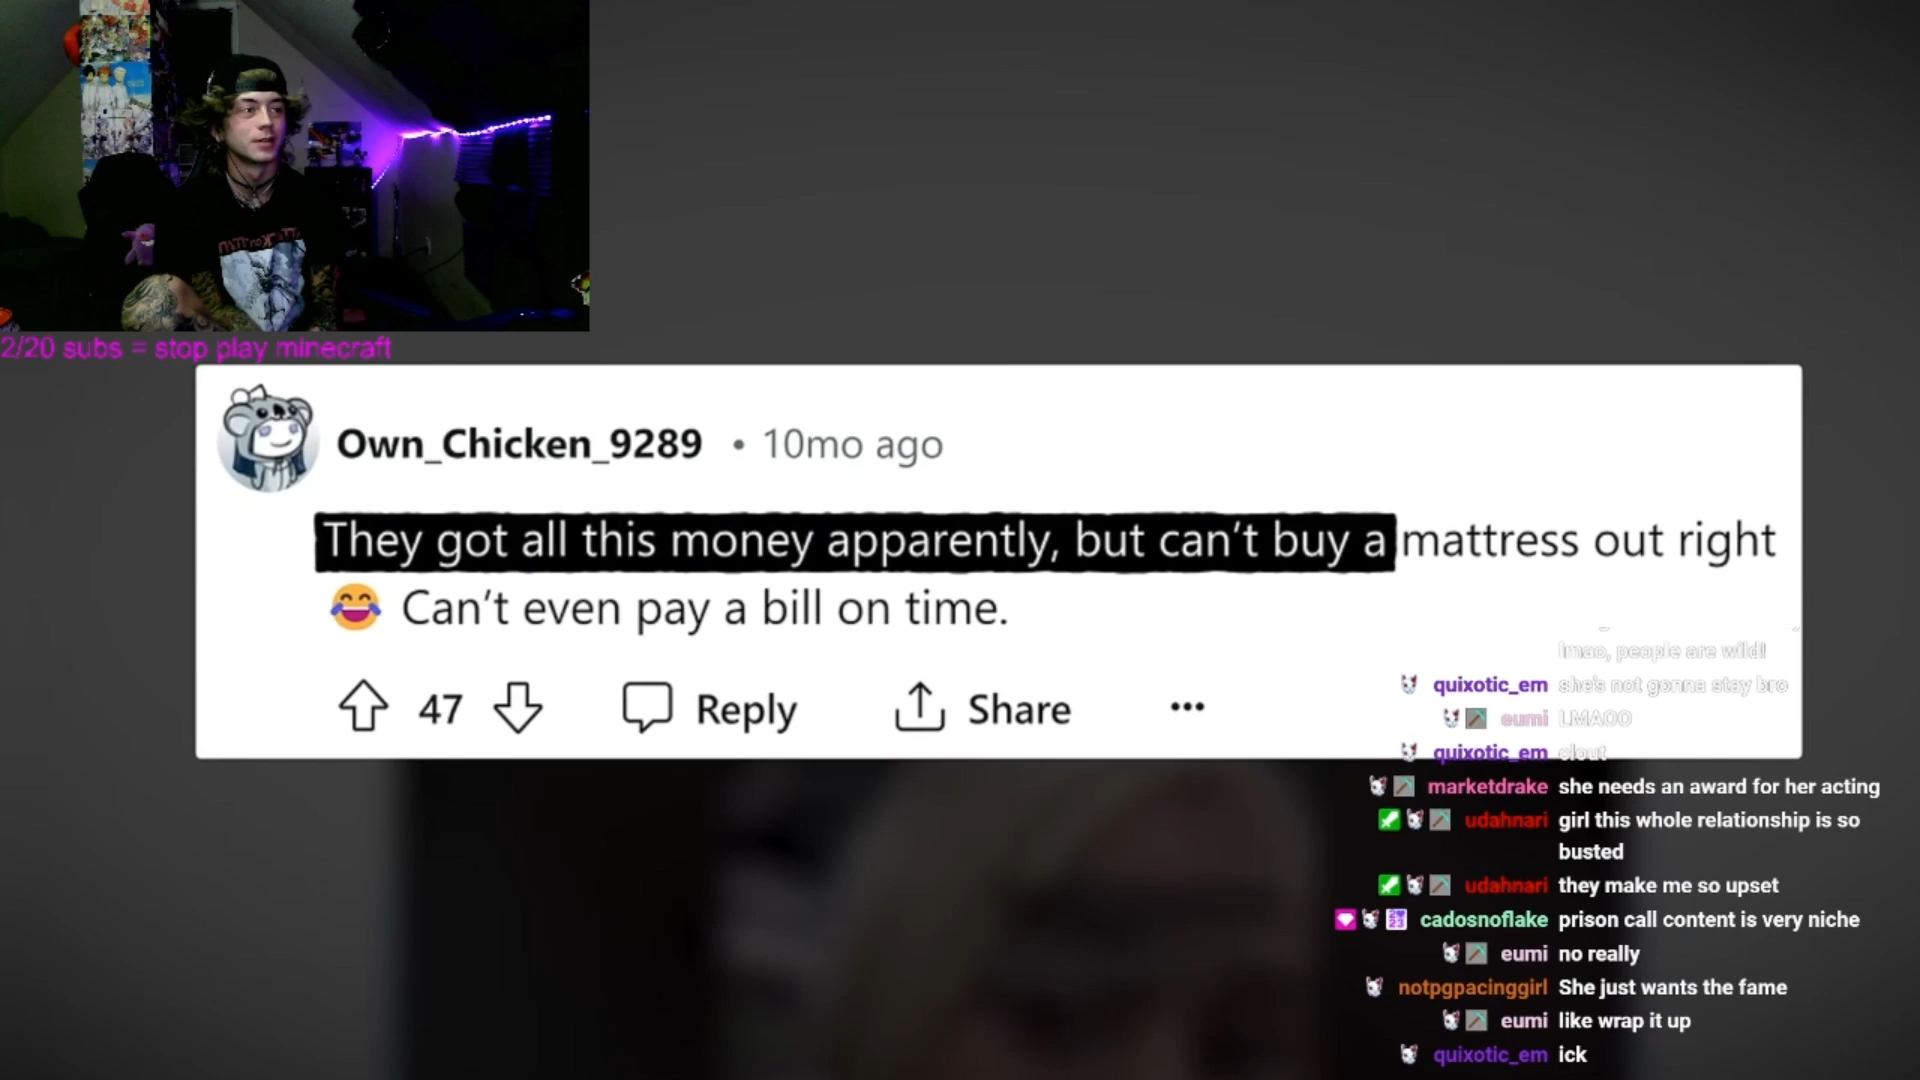 2/20 subs = stop play minecraft
Own_Chicken_9289 • 10mo ago
They got all this money apparently, but can't buy a mattress out right
😂 Can't even pay a bill on time.
47 Reply Share ...
lmao, people are wild!
quixotic_em she's not gonna stay bro
eumi LMAOO
quixotic_em clout
marketdrake she needs an award for her acting
udahnari girl this whole relationship is so
busted
udahnari they make me so upset
cadosnoflake prison call content is very niche
eumi no really
notpgpacinggirl She just wants the fame
eumi like wrap it up
quixotic_em ick